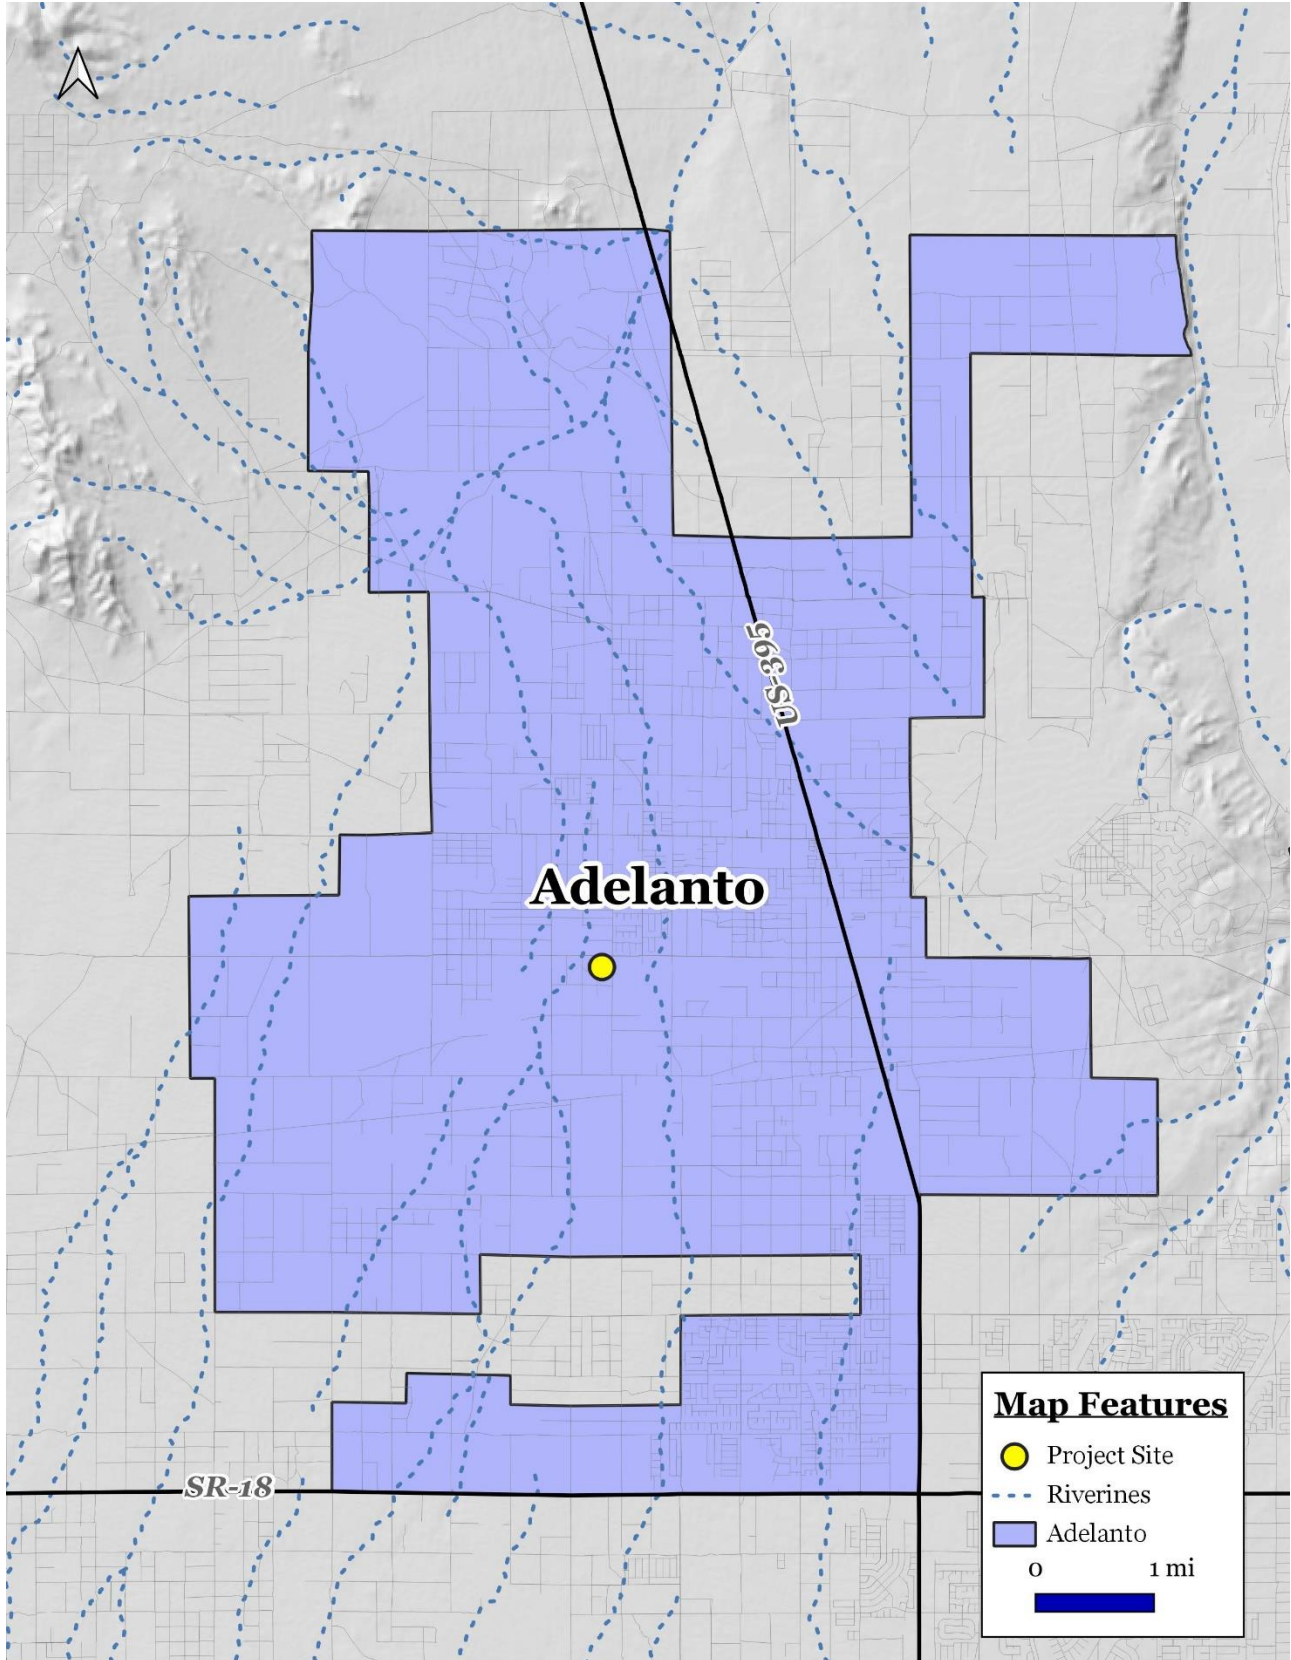 US-395
Adelanto
SR-18
Map Features
Project Site
Riverines
Adelanto
0 1 mi